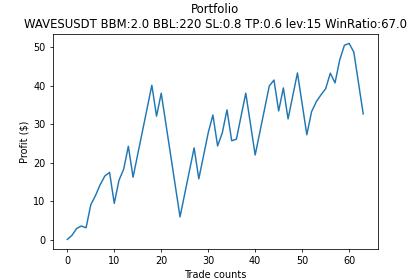 Portfolio
WAVESUSDT BBM:2.0 BBL:220 SL:0.8 TP:0.6 lev:15 WinRatio:67.0
50
40
30
20
10
0
Profit ($)
0 10 20 30 40 50 60
Trade counts